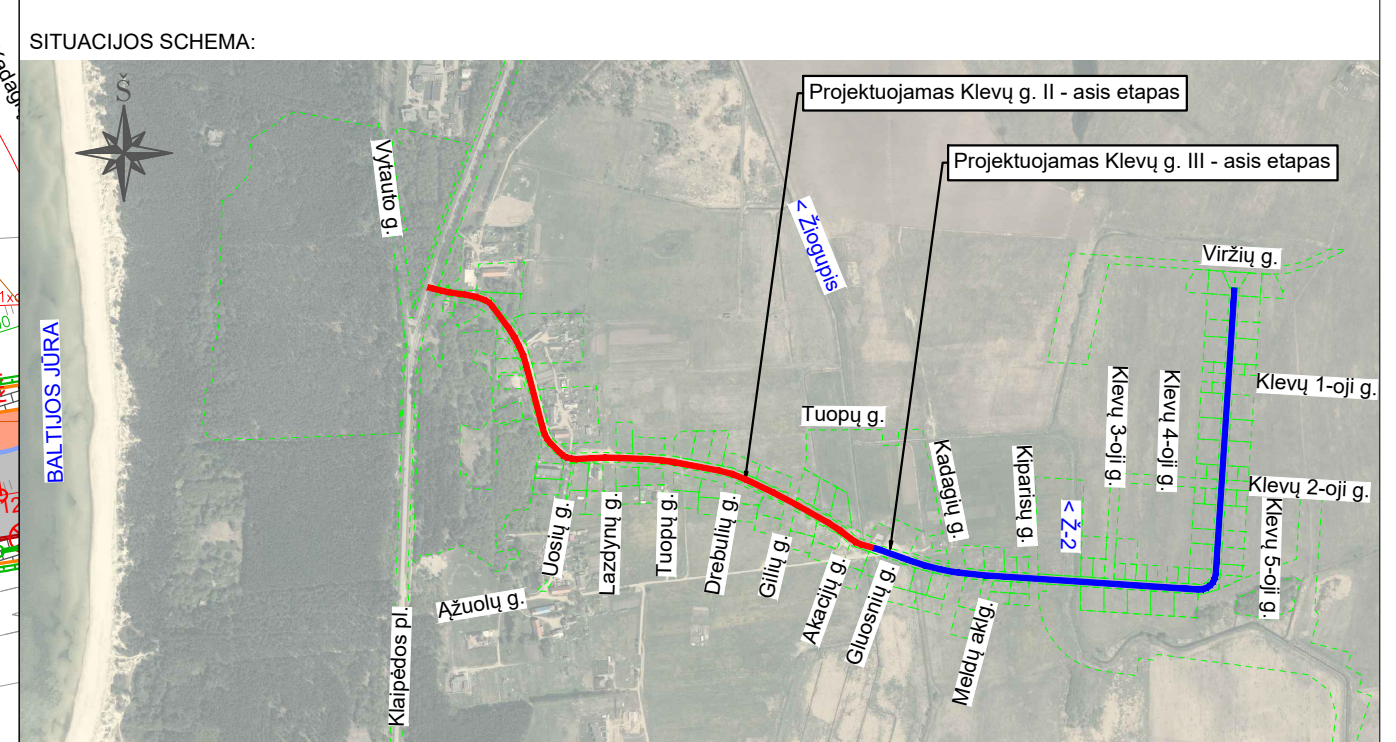 SITUACIJOS SCHEMA:
Š
Projektuojamas Klevų g. II - asis etapas
Projektuojamas Klevų g. III - asis etapas
Vytauto g.
< Žiogupis
Viržių g.
BALTIJOS JŪRA
Klevų 1-oji g.
Klevų 3-oji g.
Klevų 4-oji g.
Tuopų g.
Kadagių g.
Kiparisų g.
< Ž-2
Klevų 2-oji g.
Klevų 5-oji g.
Uosių g.
Lazdynų g.
Tuopų g.
Drebulių g.
Gilių g.
Akacijų g.
Gluosnių g.
Meldų aklg.
Ąžuolų g.
Klaipėdos pl.